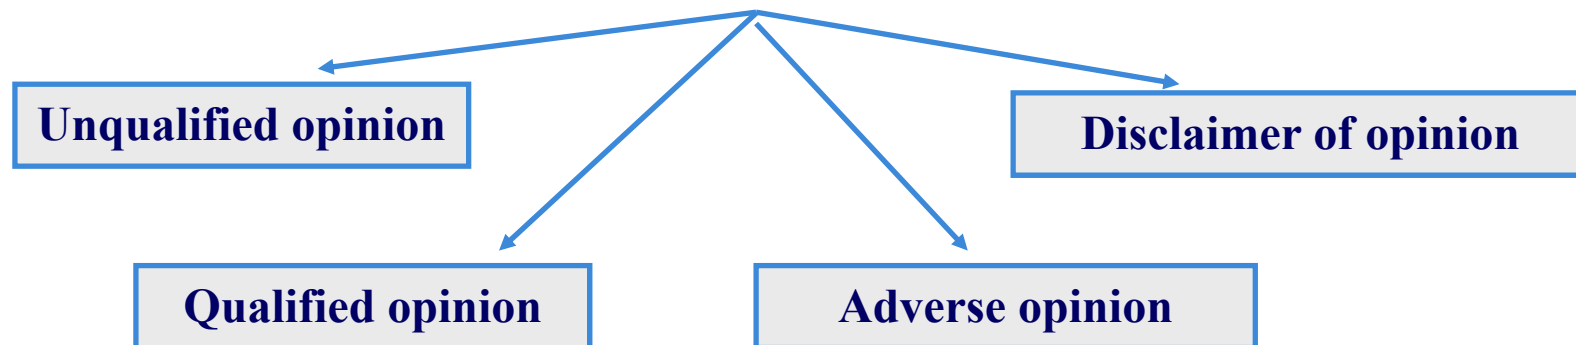 Unqualified opinion
Disclaimer of opinion
Qualified opinion
Adverse opinion